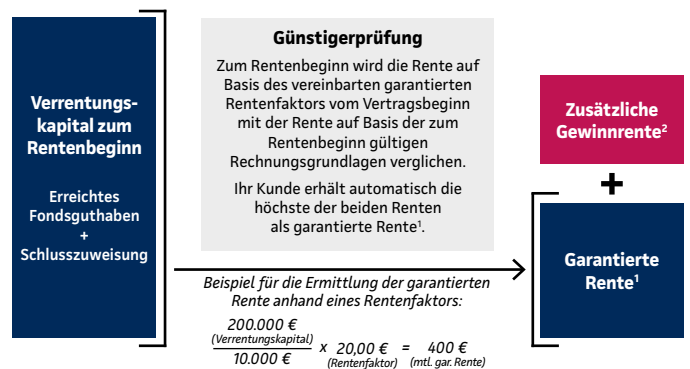 Verrentungs-
kapital zum
Rentenbeginn
Erreichtes
Fondsguthaben
+
Schlusszuweisung
Günstigerprüfung
Zum Rentenbeginn wird die Rente auf
Basis des vereinbarten garantierten
Rentenfaktors vom Vertragsbeginn
mit der Rente auf Basis der zum
Rentenbeginn gültigen
Rechnungsgrundlagen verglichen.
Ihr Kunde erhält automatisch die
höchste der beiden Renten
als garantierte Rente¹.
Beispiel für die Ermittlung der garantierten
Rente anhand eines Rentenfaktors:
200.000 €
(Verrentungskapital)
10.000 €
x 20,00 € = 400 €
(Rentenfaktor) (mtl. gar. Rente)
Zusätzliche
Gewinnrente²
+
Garantierte
Rente¹